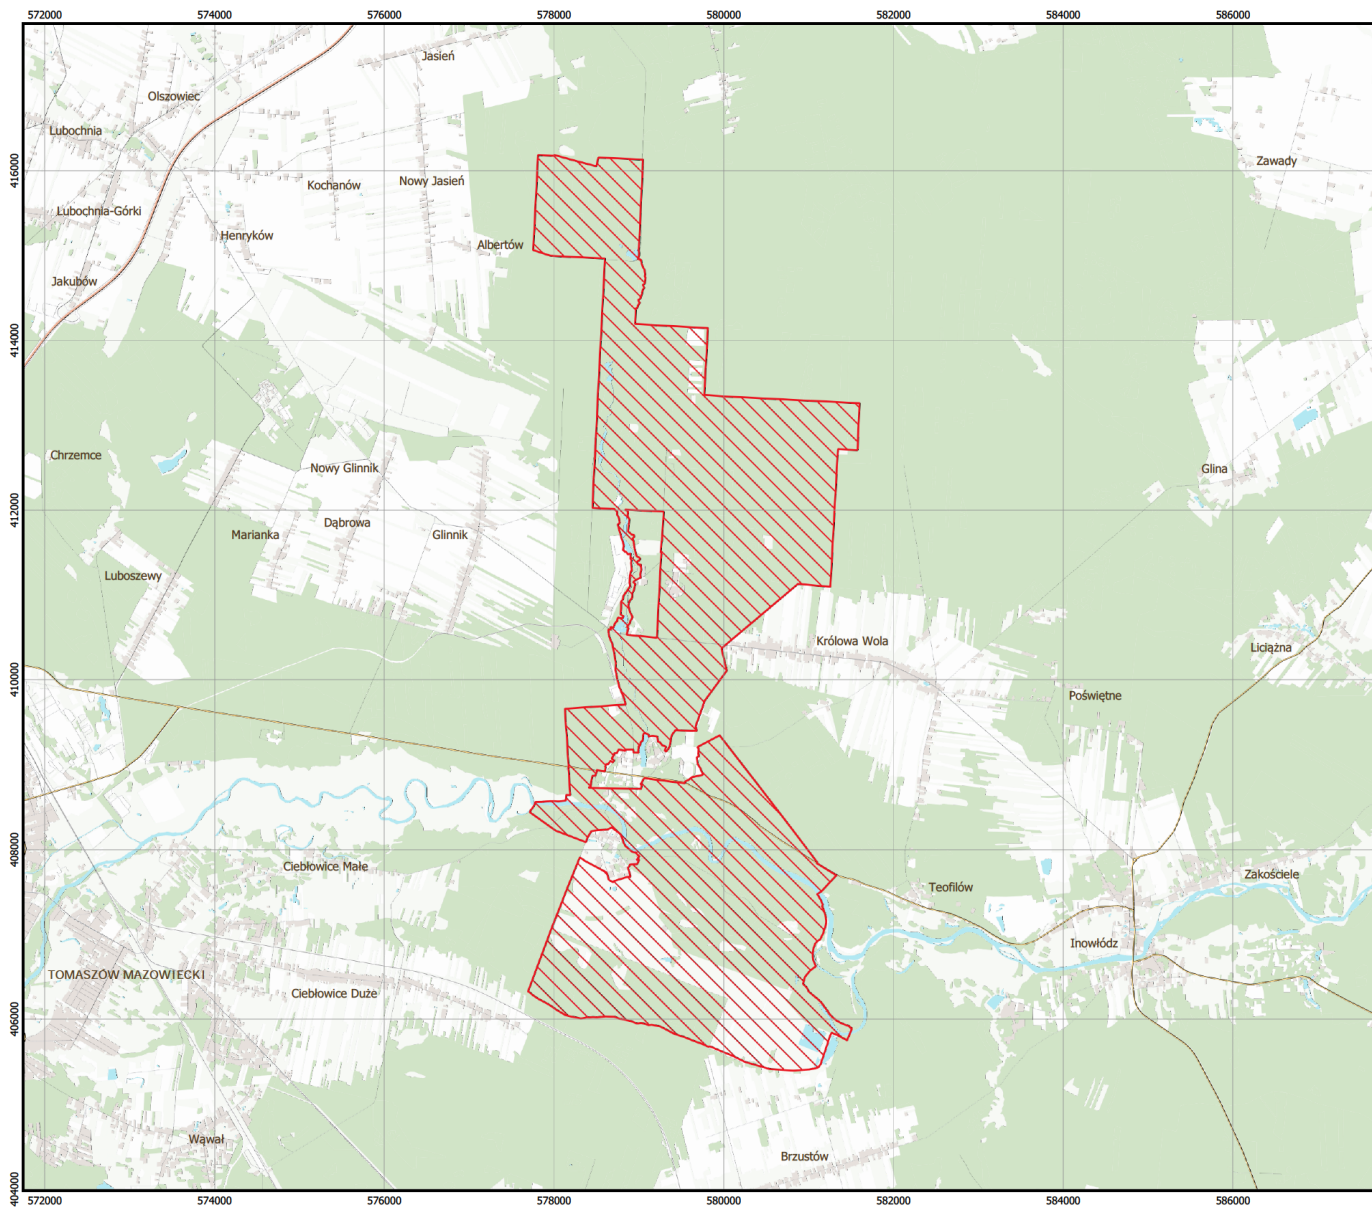 572000 574000 576000 578000 580000 582000 584000 586000
Jasień
Olszowiec
Lubochnia
Zawady
416000
Kochanów
Nowy Jasień
Lubochnia-Górki
Henryków
Albertów
Jakubów
414000
Chrzemce
Nowy Glinnik
Glina
412000
Dąbrowa
Marianka
Glinnik
Luboszewy
Królowa Wola
Liciążna
410000
Poświętne
408000
Ciebłowice Małe
Zakościele
Teofilów
Inowłódz
TOMASZÓW MAZOWIECKI
Ciebłowice Duże
406000
Wąwał
Brzustów
404000
572000 574000 576000 578000 580000 582000 584000 586000